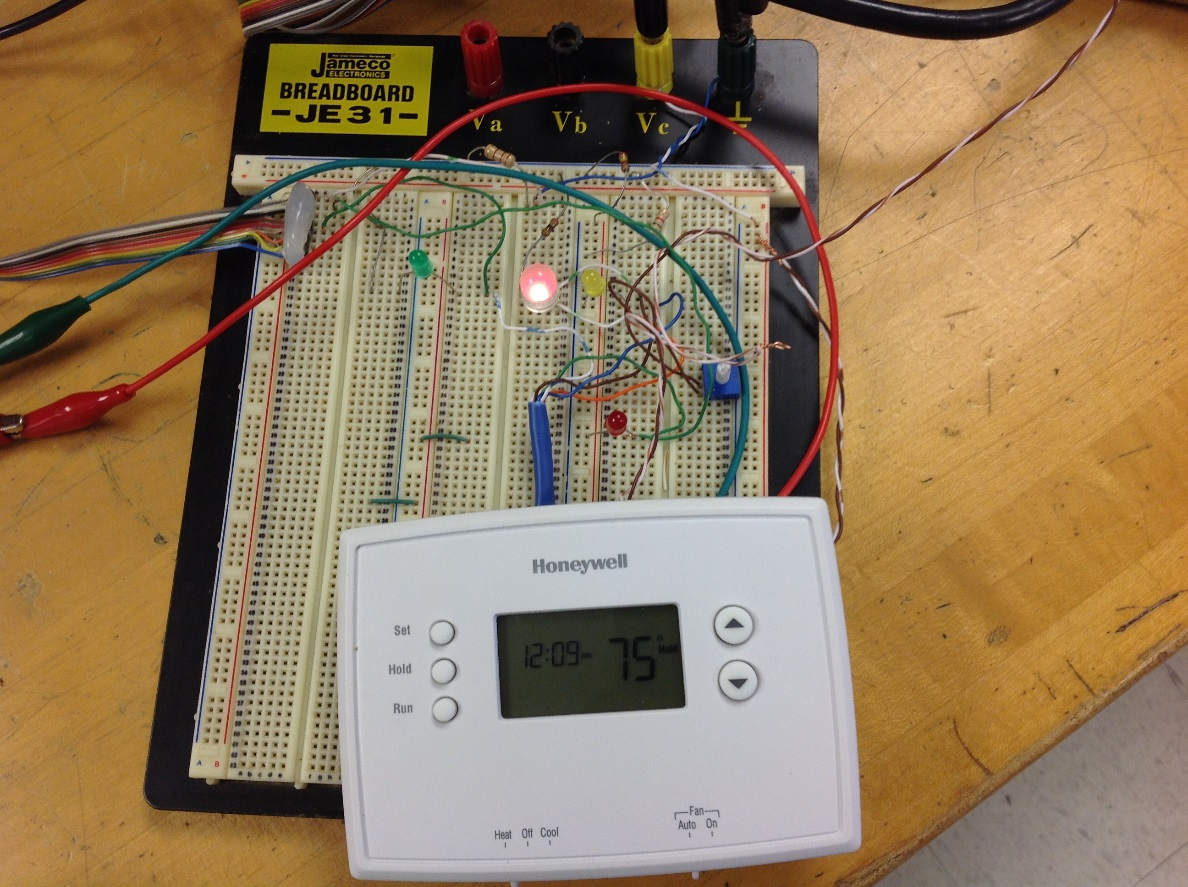 Jameco
ELECTRONICS
BREADBOARD
-JE31-
Va Vb Vc
A B
A B
Honeywell
Set
Hold
Run
12:09 75° Hold
Fan
Heat Off Cool Auto On